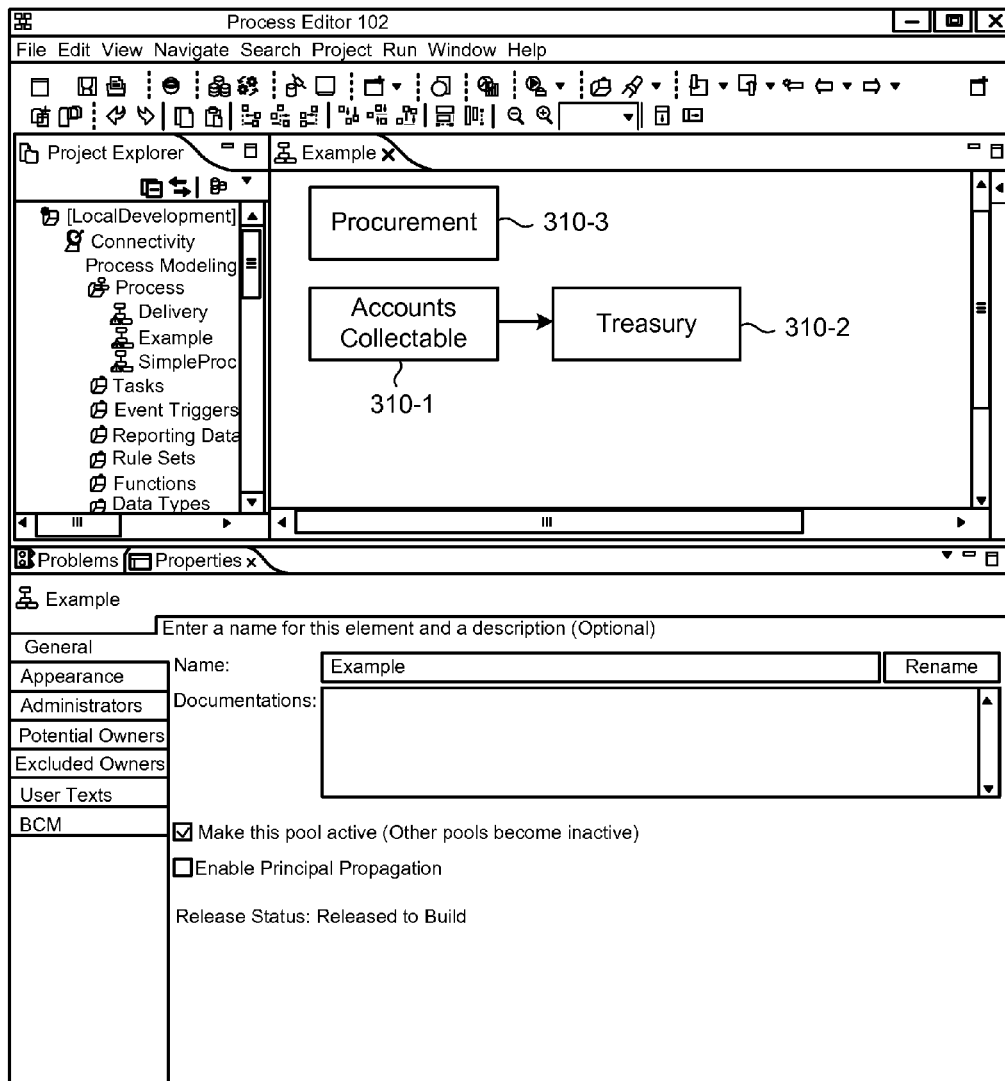 Process Editor 102
File Edit View Navigate Search Project Run Window Help
Project Explorer
Example
[LocalDevelopment]
Connectivity
Process Modeling
Process
Delivery
Example
SimpleProc
Tasks
Event Triggers
Reporting Data
Rule Sets
Functions
Data Types
Procurement
310-3
Accounts
Collectable
Treasury
310-2
310-1
Problems
Properties
Example
Enter a name for this element and a description (Optional)
General
Appearance
Administrators
Potential Owners
Excluded Owners
User Texts
BCM
Name:
Example
Rename
Documentations:
Make this pool active (Other pools become inactive)
Enable Principal Propagation
Release Status: Released to Build